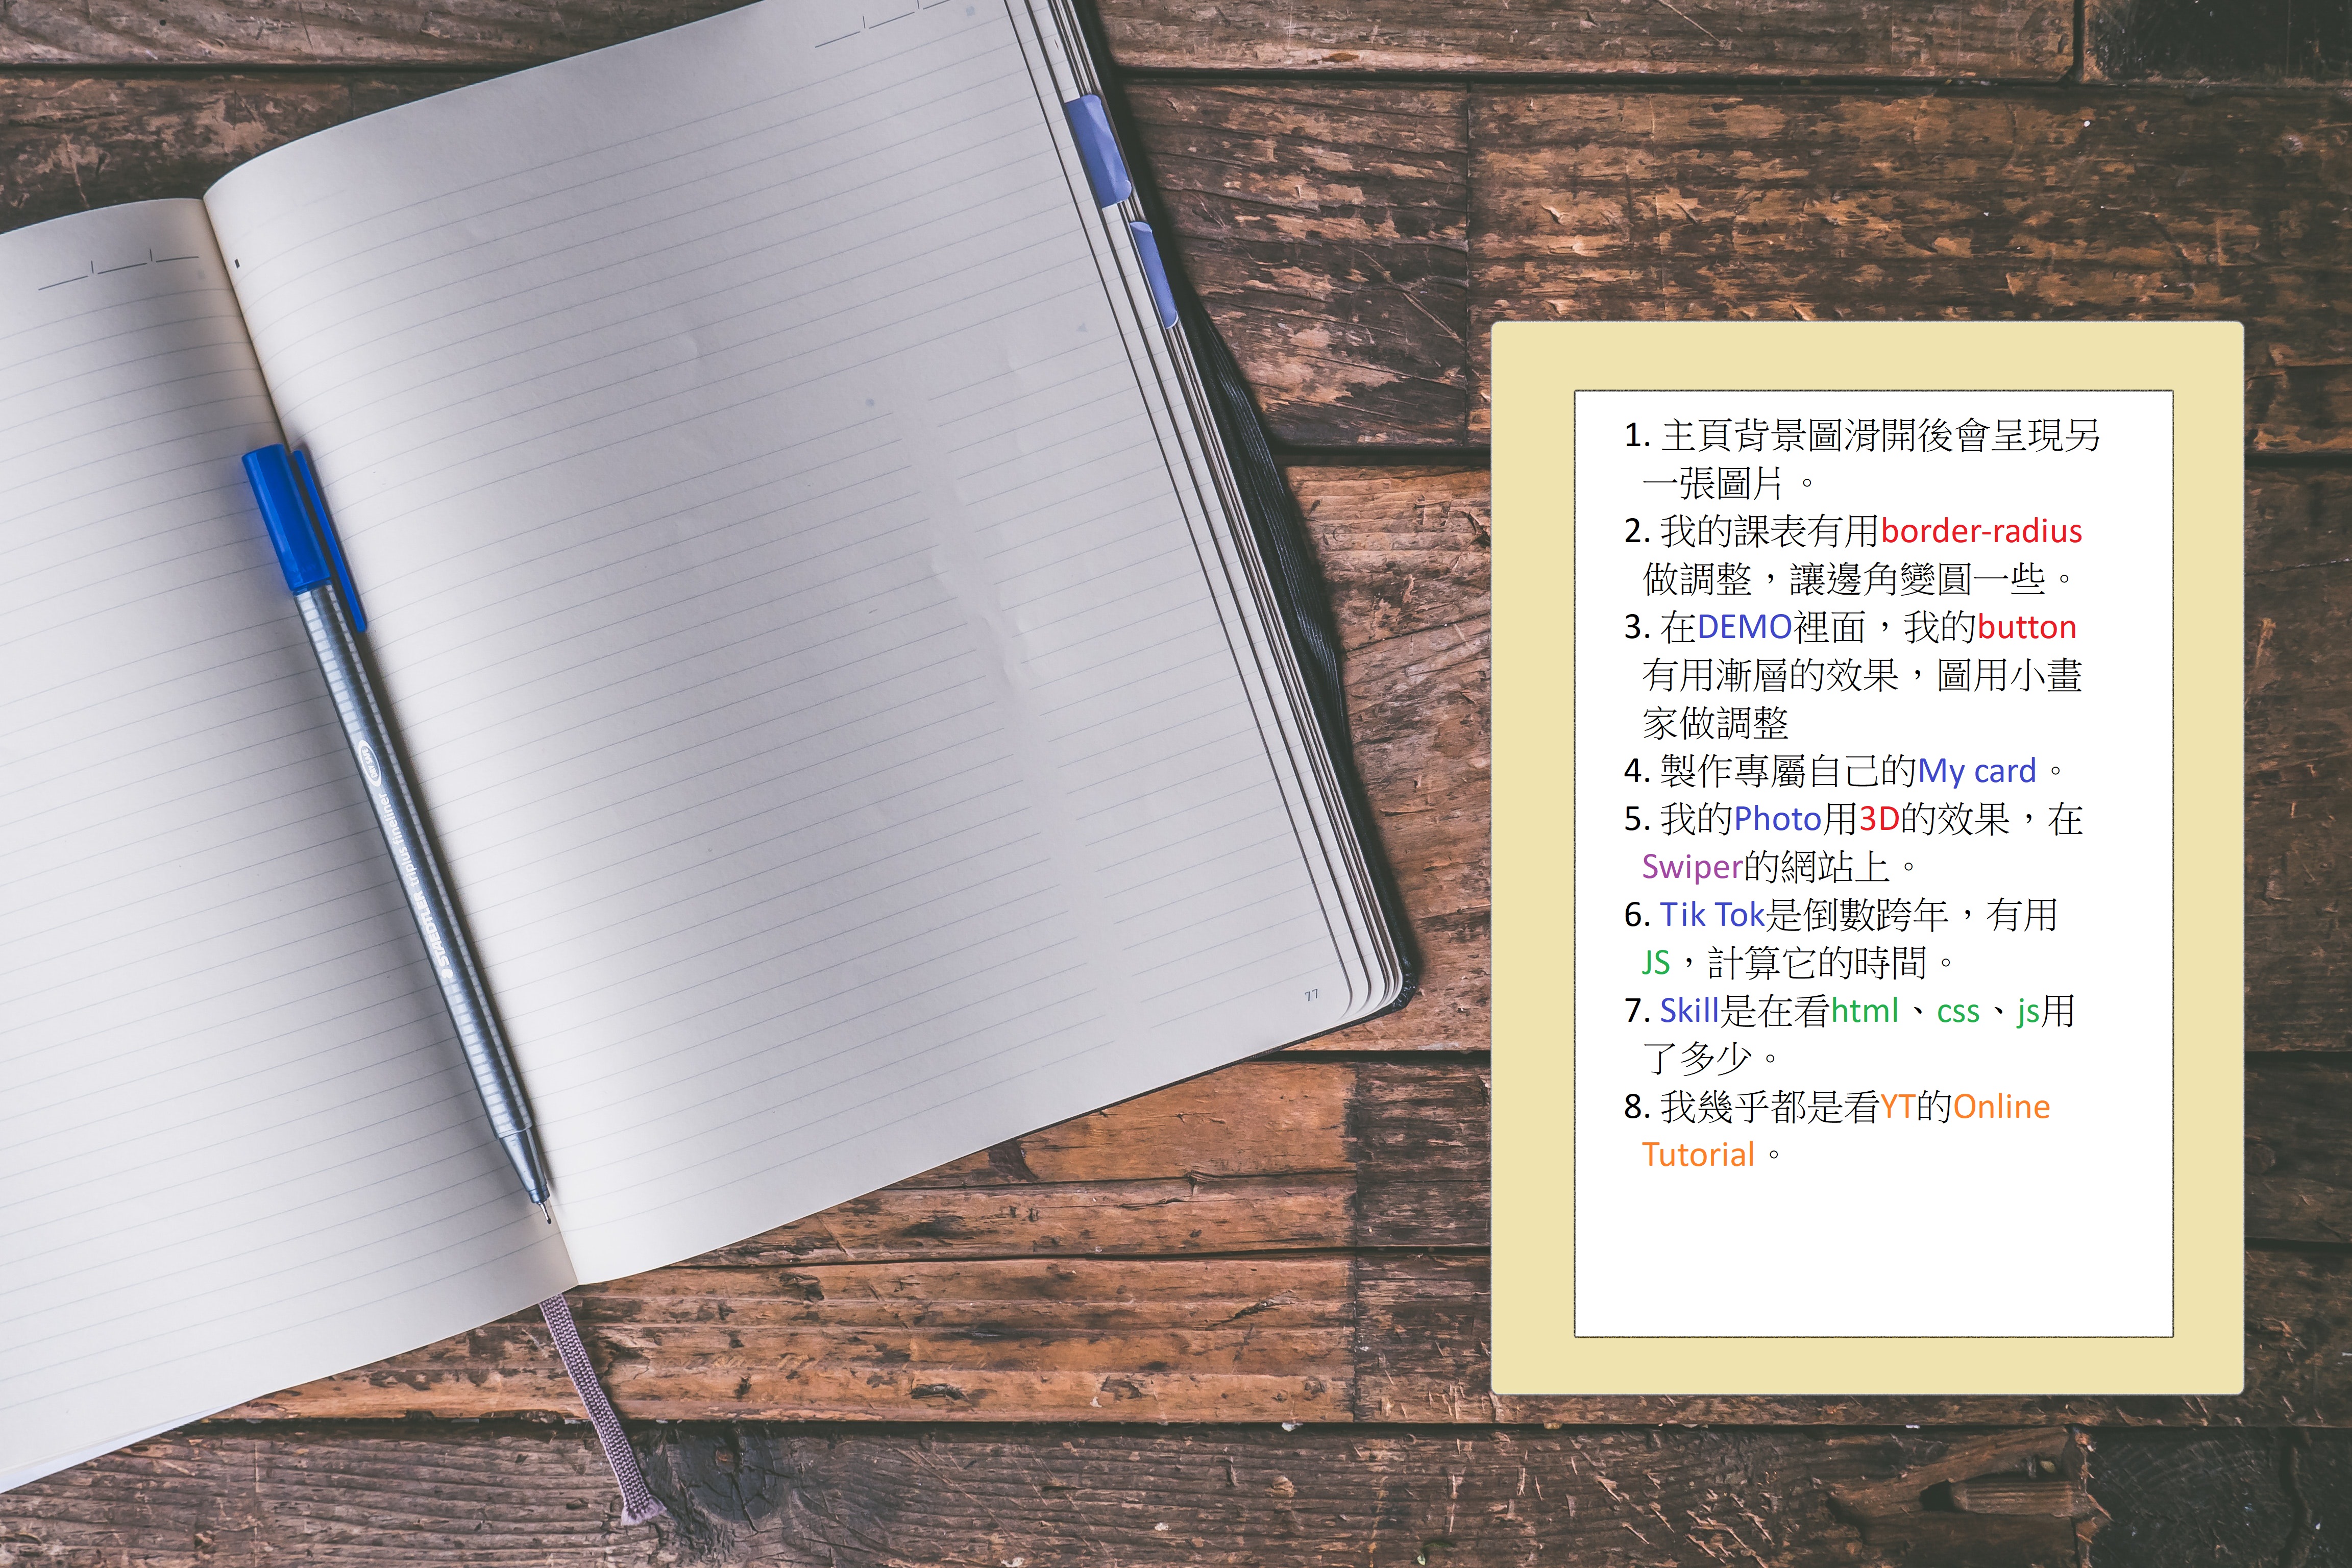 1. 主頁背景圖滑開後會呈現另
一張圖片。
2. 我的課表有用border-radius
做調整，讓邊角變圓一些。
3. 在DEMO裡面，我的button
有用漸層的效果，圖用小畫
家做調整
4. 製作專屬自己的My card。
5. 我的Photo用3D的效果，在
Swiper的網站上。
6. Tik Tok是倒數跨年，有用
JS，計算它的時間。
7. Skill是在看html、css、js用
了多少。
8. 我幾乎都是看YT的Online
Tutorial。
STAEDTLER triplus fineliner
77